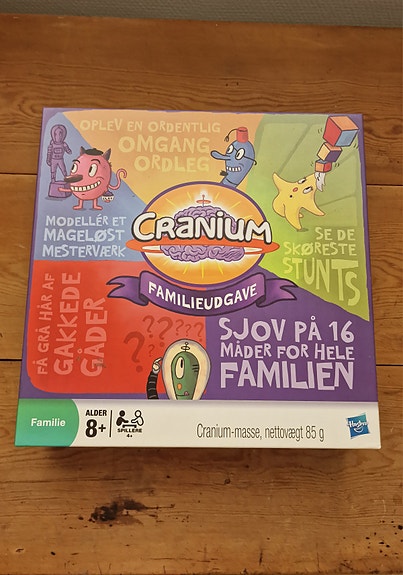 OPLEV EN ORDENTLIG
OMGANG
ORDLEG
MODELLÉR ET
MAGELØST
MESTERVÆRK
CRANIUM
FAMILIEUDGAVE
SE DE
SKØRESTE
STUNTS
FÅ GRÅ HÅR AF
GAKKEDE
GÅDER
?????
SJOV PÅ 16
MÅDER FOR HELE
FAMILIEN
Familie
ALDER
8+
SPILLERE
4+
Cranium-masse, nettovægt 85 g
Hasbro